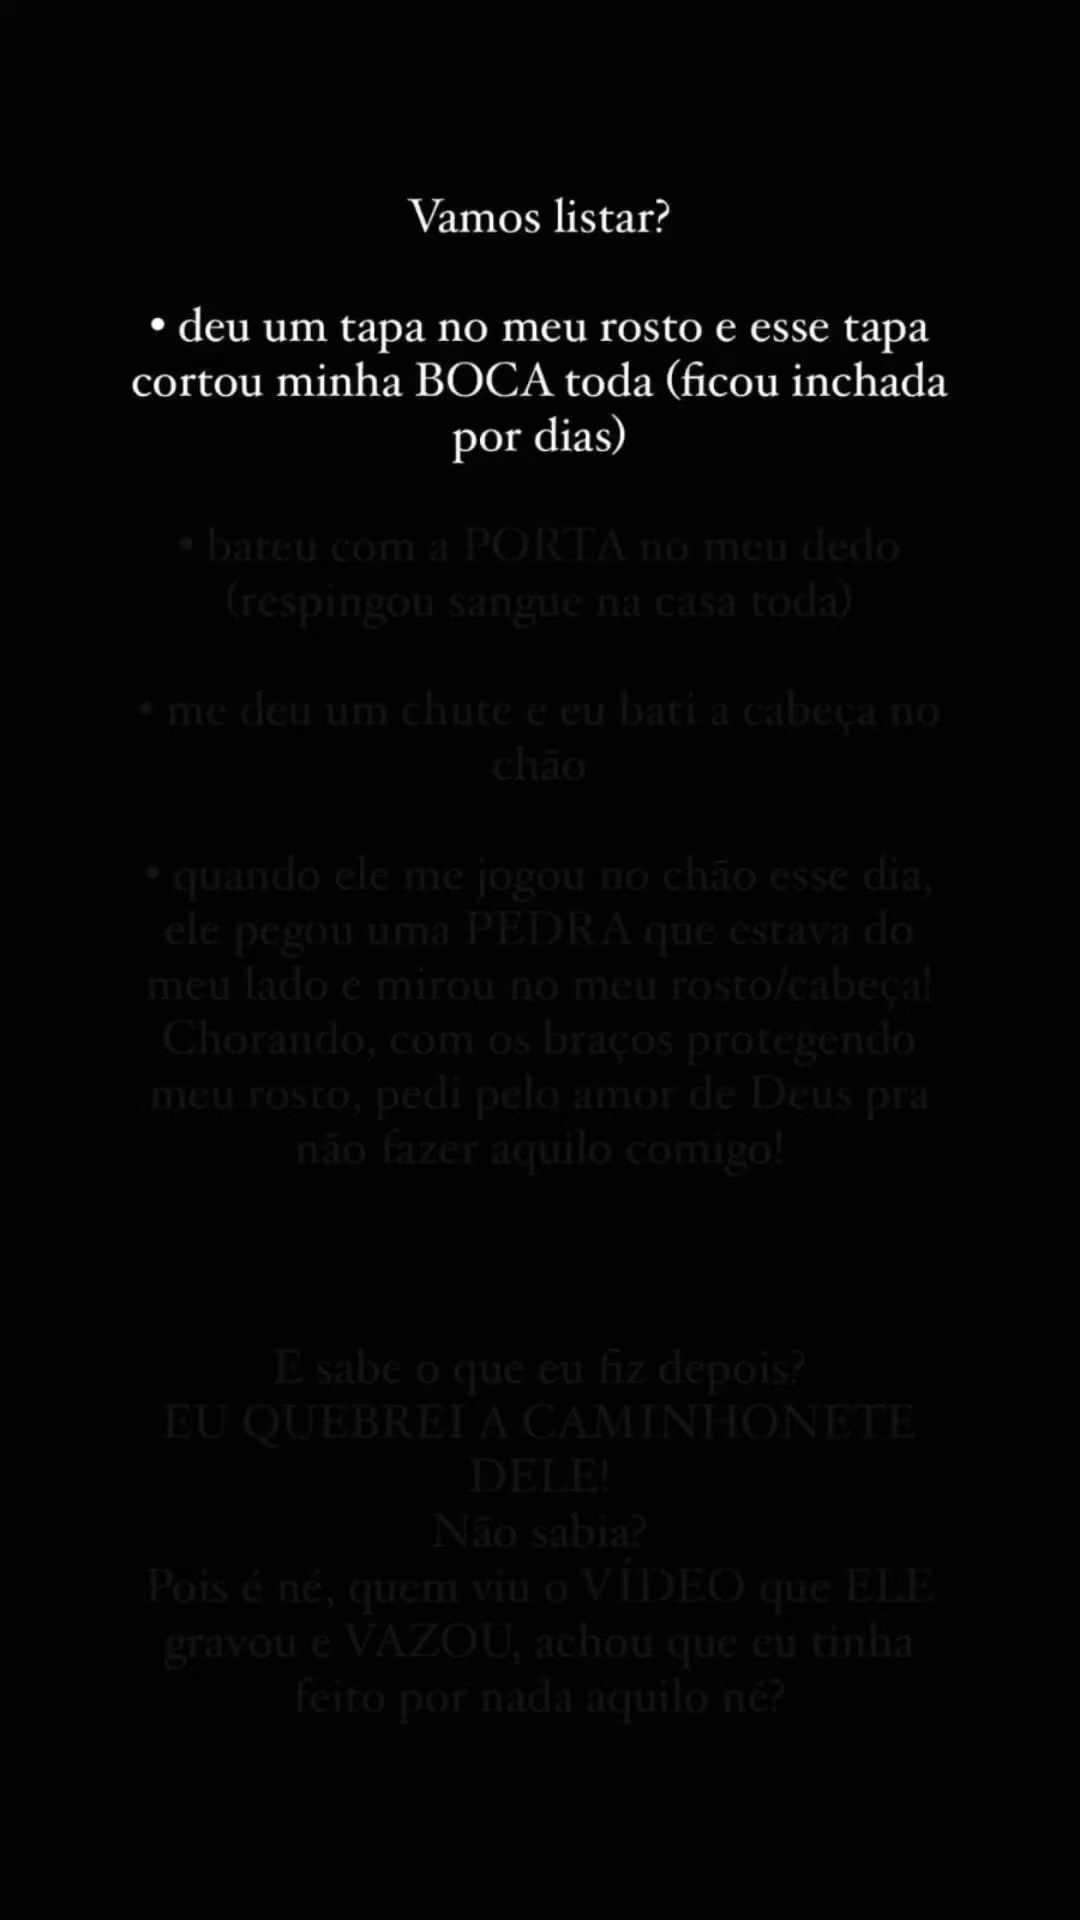 Vamos listar?
• deu um tapa no meu rosto e esse tapa
cortou minha BOCA toda (ficou inchada
por dias)
• bateu com a PORTA no meu dedo
(respingou sangue na casa toda)
• me deu um chute e eu bati a cabeça no
chão
• quando ele me jogou no chão esse dia,
ele pegou uma PEDRA que estava do
meu lado e mirou no meu rosto/cabeça!
Chorando, com os braços protegendo
meu rosto, pedi pelo amor de Deus pra
não fazer aquilo comigo!
E sabe o que eu fiz depois?
EU QUEBREI A CAMINHONETE
DELE!
Não sabia?
Pois é né, quem viu o VÍDEO que ELE
gravou e VAZOU, achou que eu tinha
feito por nada aquilo né?